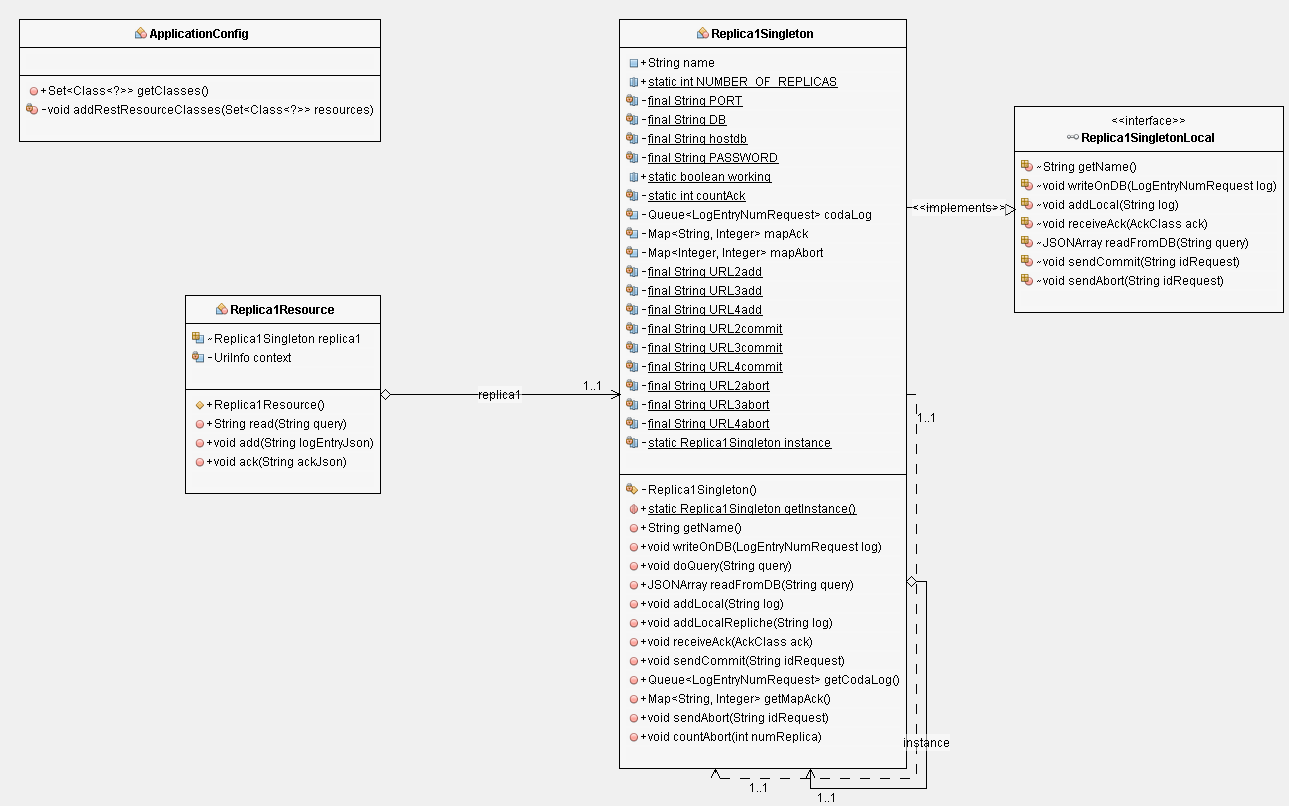 ApplicationConfig
+Set<Class<?>> getClasses()
-void addRestResourceClasses(Set<Class<?>> resources)
Replica1Resource
~Replica1Singleton replica1
-UriInfo context
+Replica1Resource()
+String read(String query)
+void add(String logEntryJson)
+void ack(String ackJson)
replica1
1..1
Replica1Singleton
+String name
+static int NUMBER_OF_REPLICAS
-final String PORT
-final String DB
-final String hostdb
-final String PASSWORD
+static boolean working
-static int countAck
-Queue<LogEntryNumRequest> codaLog
-Map<String, Integer> mapAck
-Map<Integer, Integer> mapAbort
-final String URL2add
-final String URL3add
-final String URL4add
-final String URL2commit
-final String URL3commit
-final String URL4commit
-final String URL2abort
-final String URL3abort
-final String URL4abort
-static Replica1Singleton instance
-Replica1Singleton()
+static Replica1Singleton getInstance()
+String getName()
+void writeOnDB(LogEntryNumRequest log)
+void doQuery(String query)
+JSONArray readFromDB(String query)
+void addLocal(String log)
+void addLocalRepliche(String log)
+void receiveAck(AckClass ack)
+void sendCommit(String idRequest)
+Queue<LogEntryNumRequest> getCodaLog()
+Map<String, Integer> getMapAck()
+void sendAbort(String idRequest)
+void countAbort(int numReplica)
<<implements>>
1..1
instance
1..1
1..1
<<interface>>
Replica1SingletonLocal
~String getName()
~void writeOnDB(LogEntryNumRequest log)
~void addLocal(String log)
~void receiveAck(AckClass ack)
~JSONArray readFromDB(String query)
~void sendCommit(String idRequest)
~void sendAbort(String idRequest)